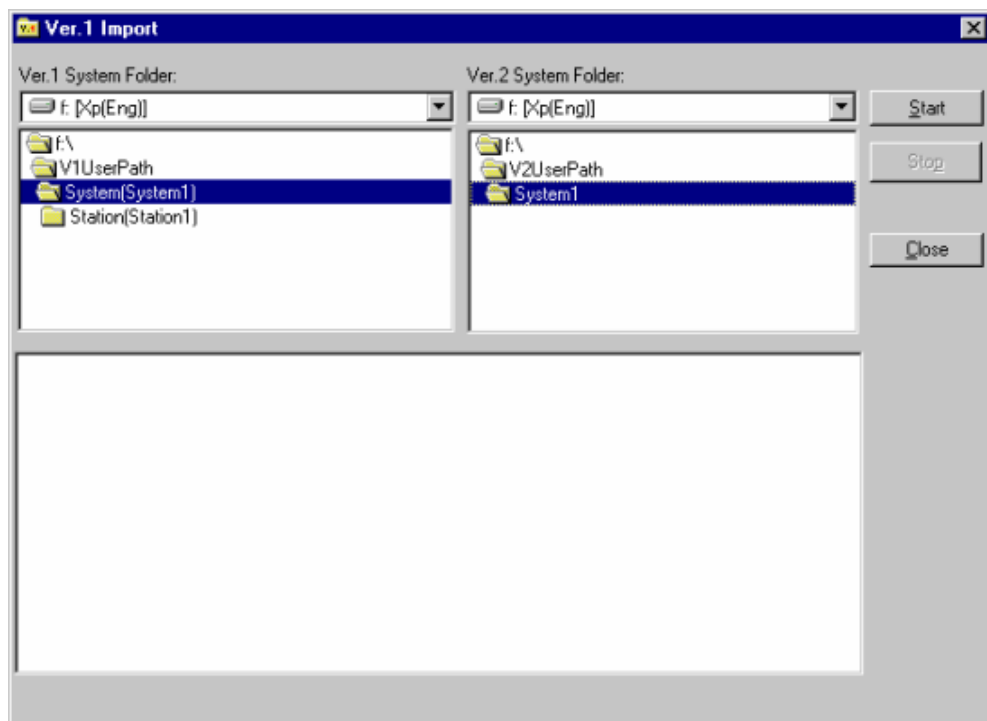 Ver.1 Import
Ver.1 System Folder:
Ver.2 System Folder:
f: [Xp(Eng)]
f: [Xp(Eng)]
Start
f:\
V1UserPath
System(System1)
Station(Station1)
f:\
V2UserPath
System1
Stop
Close